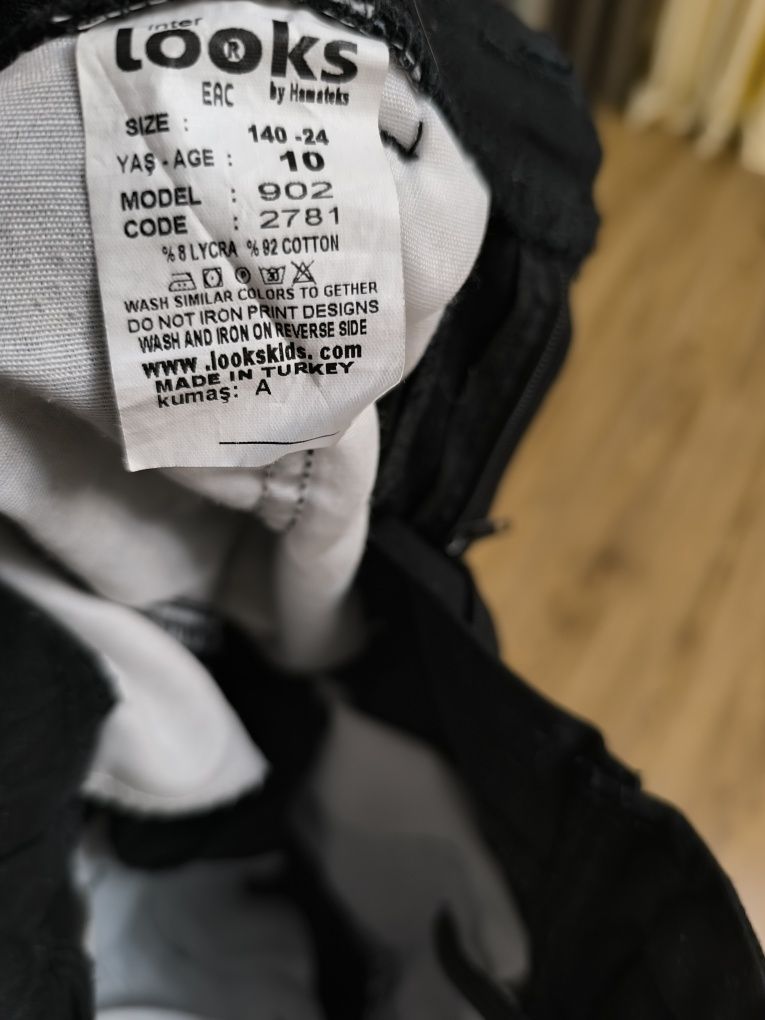 inter
looks
EAC by Hamateks
SIZE : 140 -24
YAŞ - AGE : 10
MODEL : 902
CODE : 2781
%8 LYCRA %92 COTTON
WASH SIMILAR COLORS TO GETHER
DO NOT IRON PRINT DESIGNS
WASH AND IRON ON REVERSE SIDE
www .lookskids. com
MADE IN TURKEY
kumaş: A